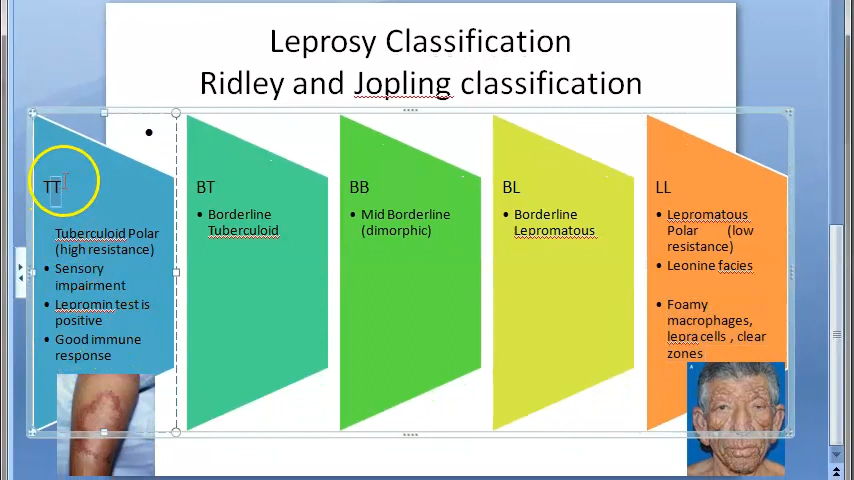 Leprosy Classification
Ridley and Jopling classification
TT
Tuberculoid Polar
(high resistance)
• Sensory
impairment
• Lepromin test is
positive
• Good immune
response
BT
• Borderline
Tuberculoid
BB
• Mid Borderline
(dimorphic)
BL
• Borderline
Lepromatous
LL
• Lepromatous
Polar (low
resistance)
• Leonine facies
• Foamy
macrophages,
lepra cells , clear
zones
A